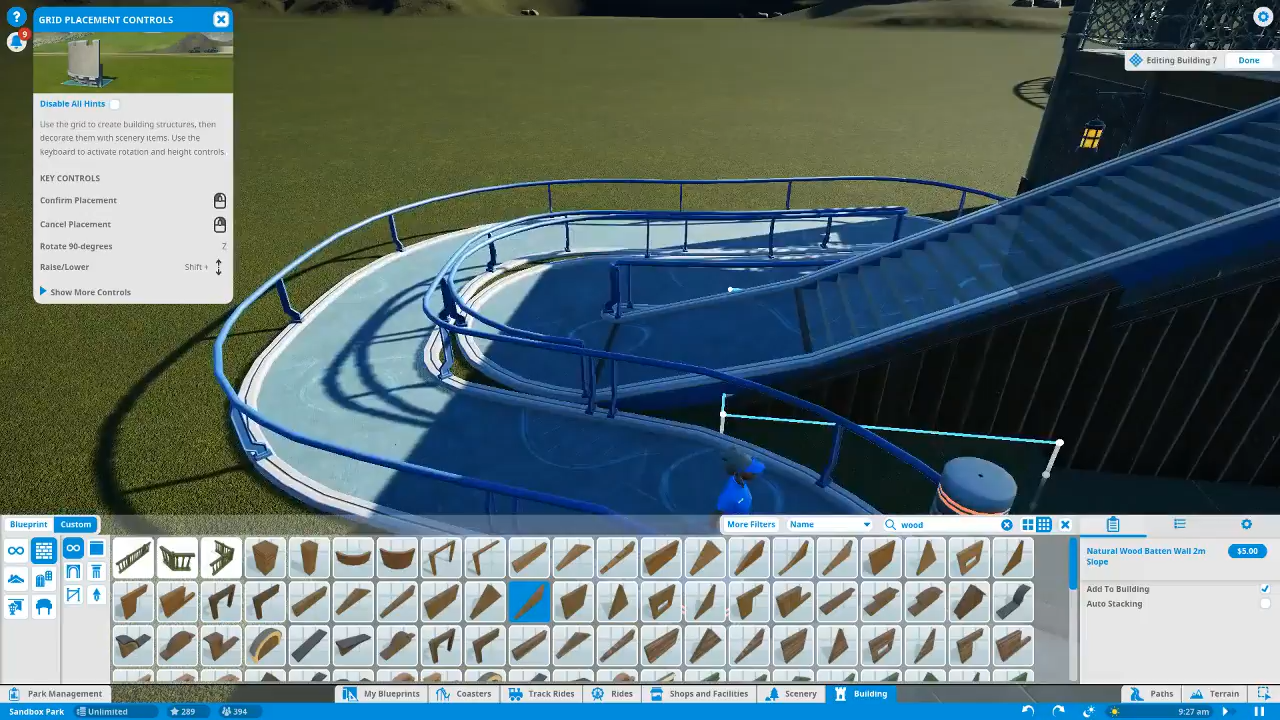 ?
9
GRID PLACEMENT CONTROLS
Disable All Hints
Use the grid to create building structures, then
decorate them with scenery items. Use the
keyboard to activate rotation and height controls.
KEY CONTROLS
Confirm Placement
Cancel Placement
Rotate 90-degrees Z
Raise/Lower Shift +
Show More Controls
Editing Building 7 Done
Blueprint Custom More Filters Name wood
Natural Wood Batten Wall 2m
Slope
$5.00
Add To Building
Auto Stacking
Park Management My Blueprints Coasters Track Rides Rides Shops and Facilities Scenery Building Paths Terrain
Sandbox Park Unlimited 289 394 9:27 am